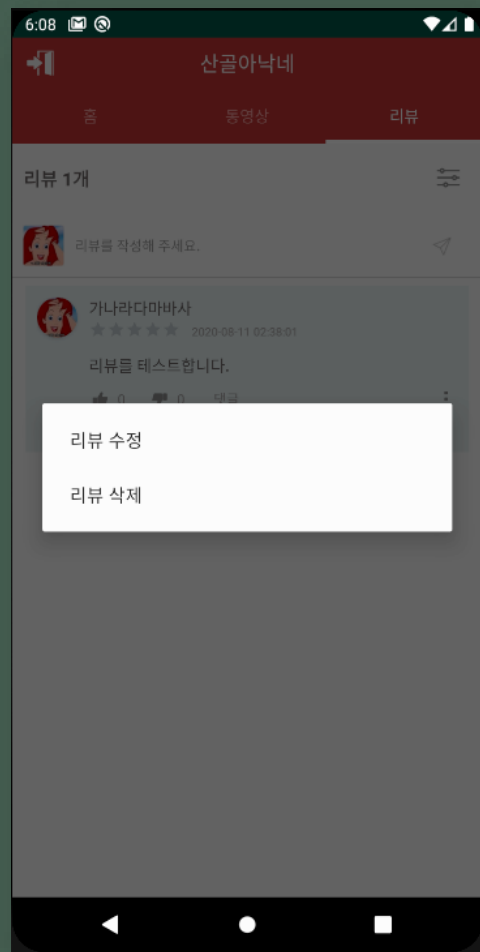 6:08
산골아낙네
홈 동영상 리뷰
리뷰 1개
리뷰를 작성해 주세요.
가나라다마바사
2020-08-11 02:38:01
리뷰를 테스트합니다.
0 0 댓글
리뷰 수정
리뷰 삭제